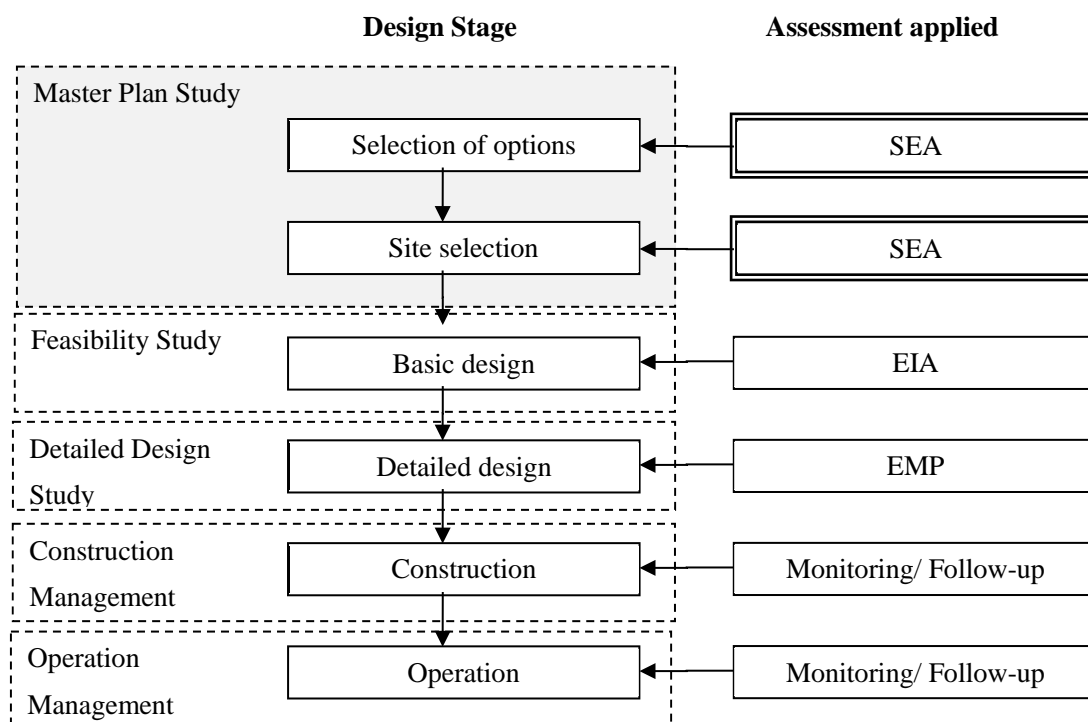 Design Stage
Assessment applied
Master Plan Study
Selection of options
SEA
Site selection
SEA
Feasibility Study
Basic design
EIA
Detailed Design
Study
Detailed design
EMP
Construction
Management
Construction
Monitoring/ Follow-up
Operation
Management
Operation
Monitoring/ Follow-up